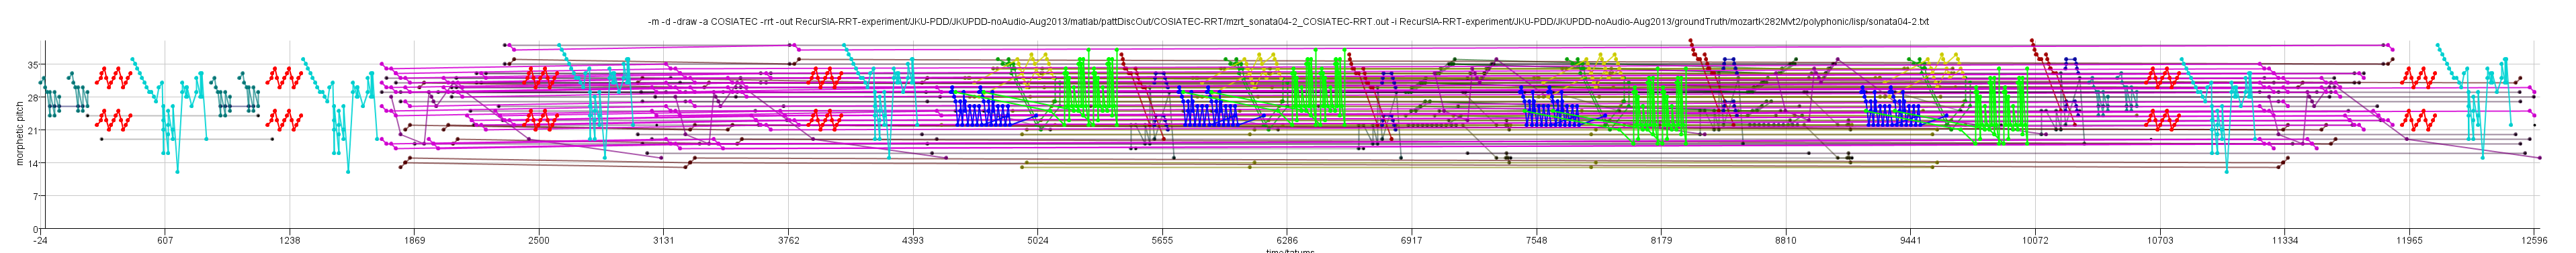 -m -d -draw -a COSIATEC -rrt -out RecurSIA-RRT-experiment/JKU-PDD/JKUPDD-noAudio-Aug2013/matlab/pattDiscOut/COSIATEC-RRT/mzrt_sonata04-2_COSIATEC-RRT.out -i RecurSIA-RRT-experiment/JKU-PDD/JKUPDD-noAudio-Aug2013/groundTruth/mozartK282Mvt2/polyphonic/lisp/sonata04-2.txt
morphetic pitch
35
28
21
14
7
0
-24 607 1238 1869 2500 3131 3762 4393 5024 5655 6286 6917 7548 8179 8810 9441 10072 10703 11334 11965 12596
time/tatums